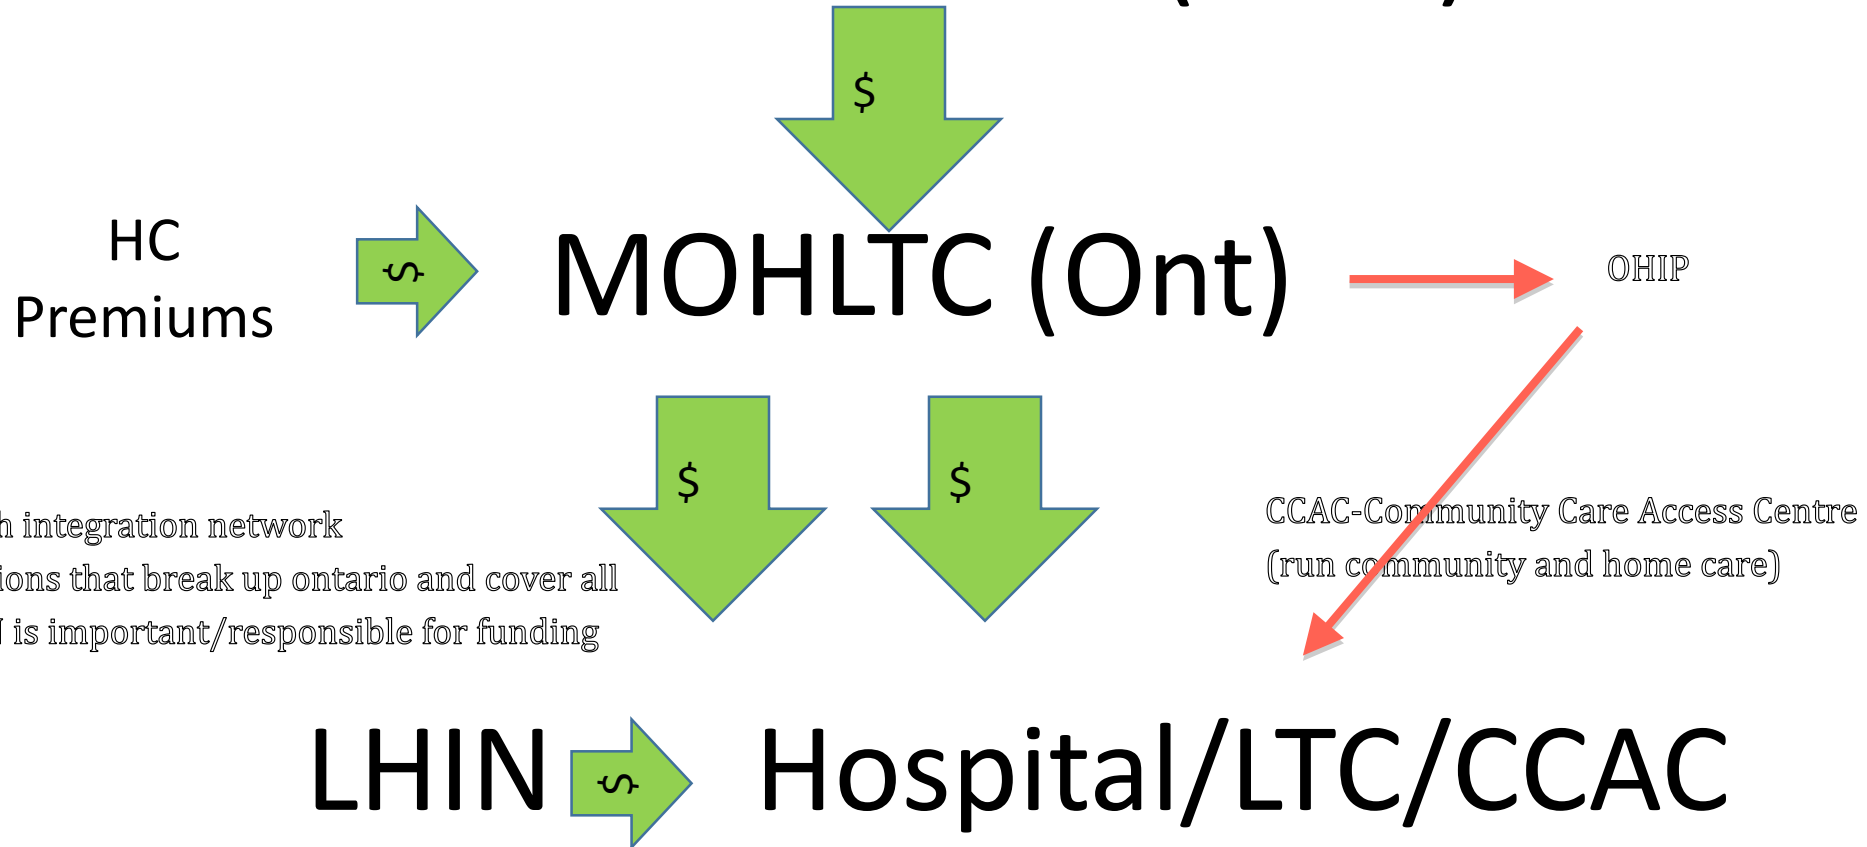 $
HC
Premiums
$
MOHLTC (Ont)
OHIP
$
$
integration network
that break up ontario and cover all
is important/responsible for funding
CCAC-Community Care Access Centre
(run community and home care)
LHIN
$
Hospital/LTC/CCAC